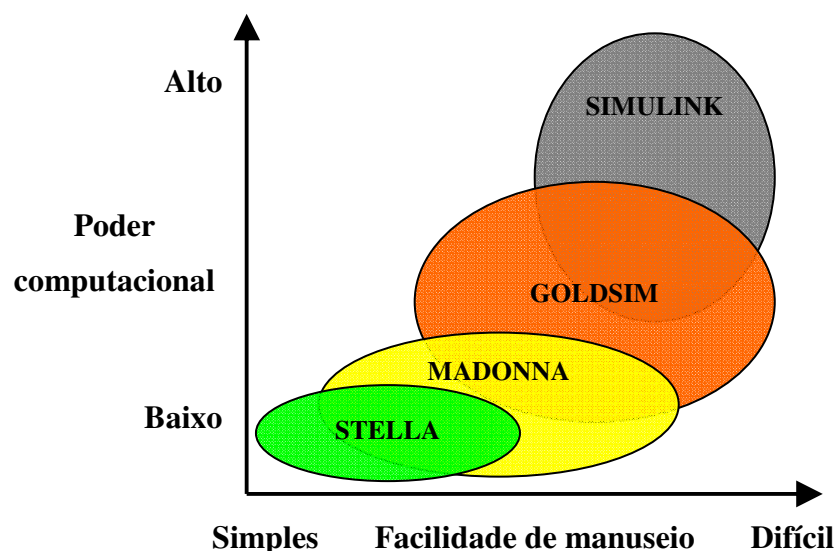 Alto
SIMULINK
Poder
computacional
GOLDSIM
MADONNA
Baixo
STELLA
Simples Facilidade de manuseio Difícil